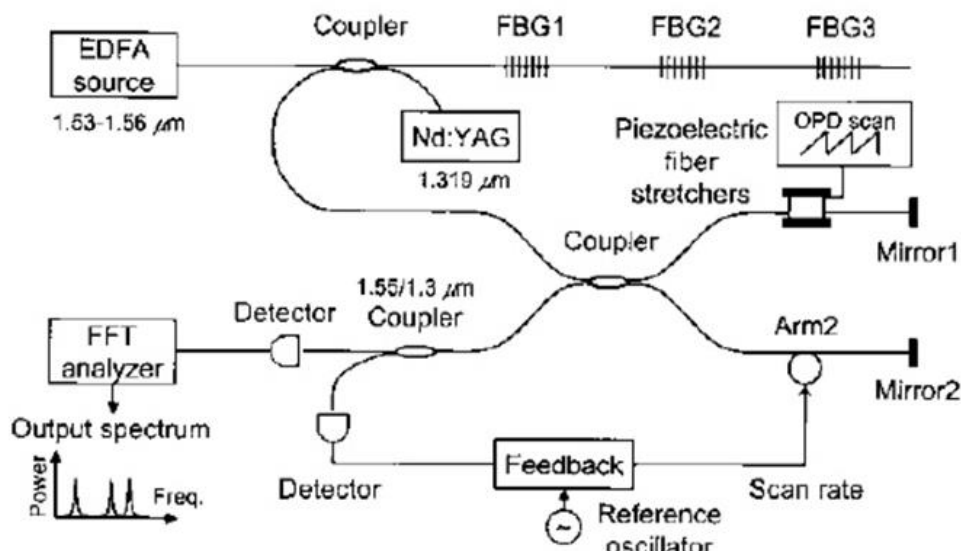 Coupler
FBG1
FBG2
FBG3
EDFA
source
1.53-1.56 μm
Nd:YAG
1.319 μm
Piezoelectric
fiber
stretchers
OPD scan
Mirror1
Coupler
1.55/1.3 μm
Coupler
Detector
FFT
analyzer
Arm2
Mirror2
Output spectrum
Power
Freq.
Detector
Feedback
Scan rate
~
Reference
oscillator